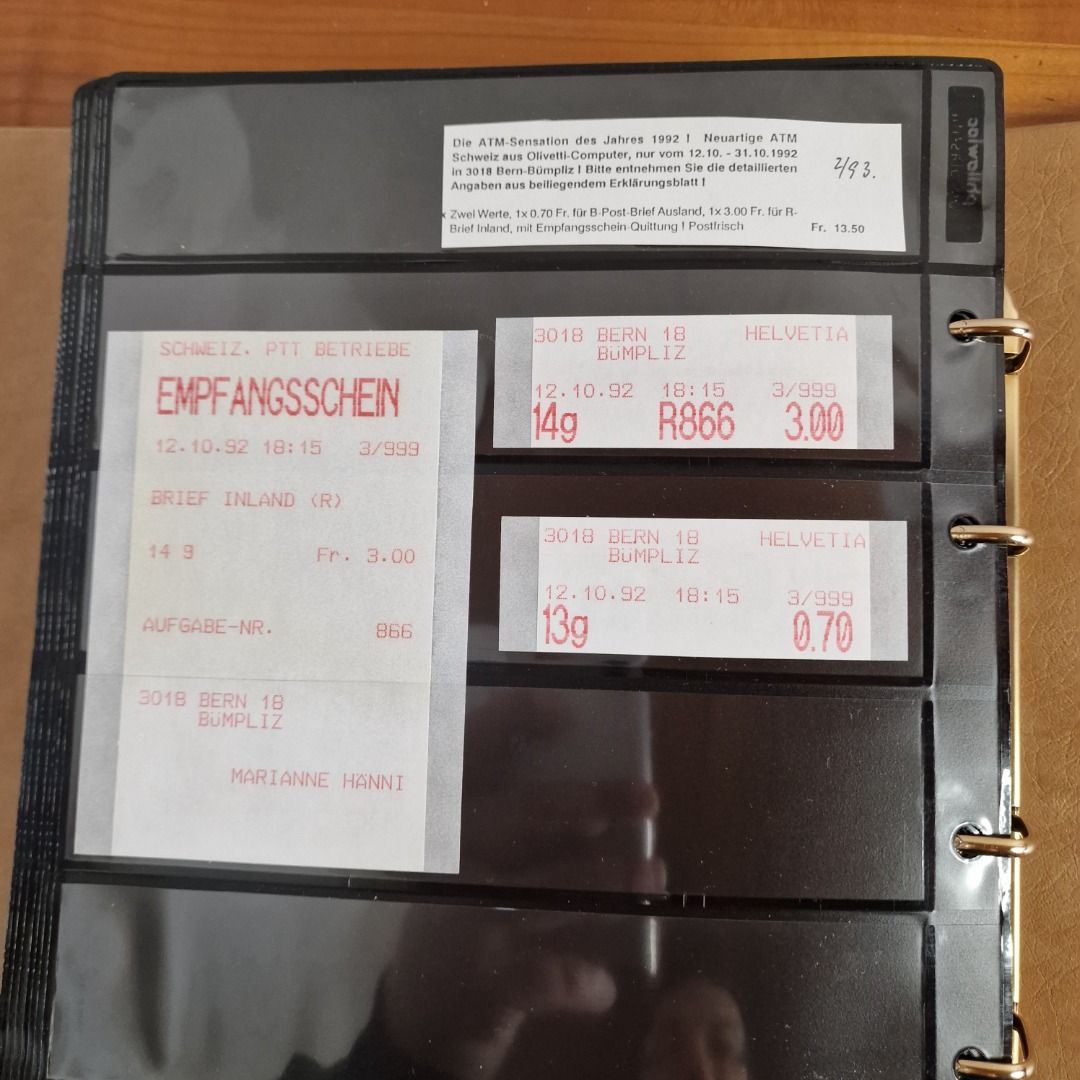 Die ATM-Sensation des Jahres 1992 ! Neuartige ATM
Schweiz aus Olivetti-Computer, nur vom 12.10. - 31.10.1992
in 3018 Bern-Bümpliz ! Bitte entnehmen Sie die detaillierten
Angaben aus beiliegendem Erklärungsblatt !
2/93.
x Zwei Werte, 1x 0.70 Fr. für B-Post-Brief Ausland, 1x 3.00 Fr. für R-
Brief Inland, mit Empfangsschein-Quittung ! Postfrisch
Fr. 13.50
SCHWEIZ. PTT BETRIEBE
EMPFANGSSCHEIN
12.10.92 18:15 3/999
BRIEF INLAND (R)
14 g Fr. 3.00
AUFGABE-NR. 866
3018 BERN 18
BüMPLIZ
MARIANNE HÄNNI
3018 BERN 18 HELVETIA
BüMPLIZ
12.10.92 18:15 3/999
14g R866 3.00
3018 BERN 18 HELVETIA
BüMPLIZ
12.10.92 18:15 3/999
13g 0.70